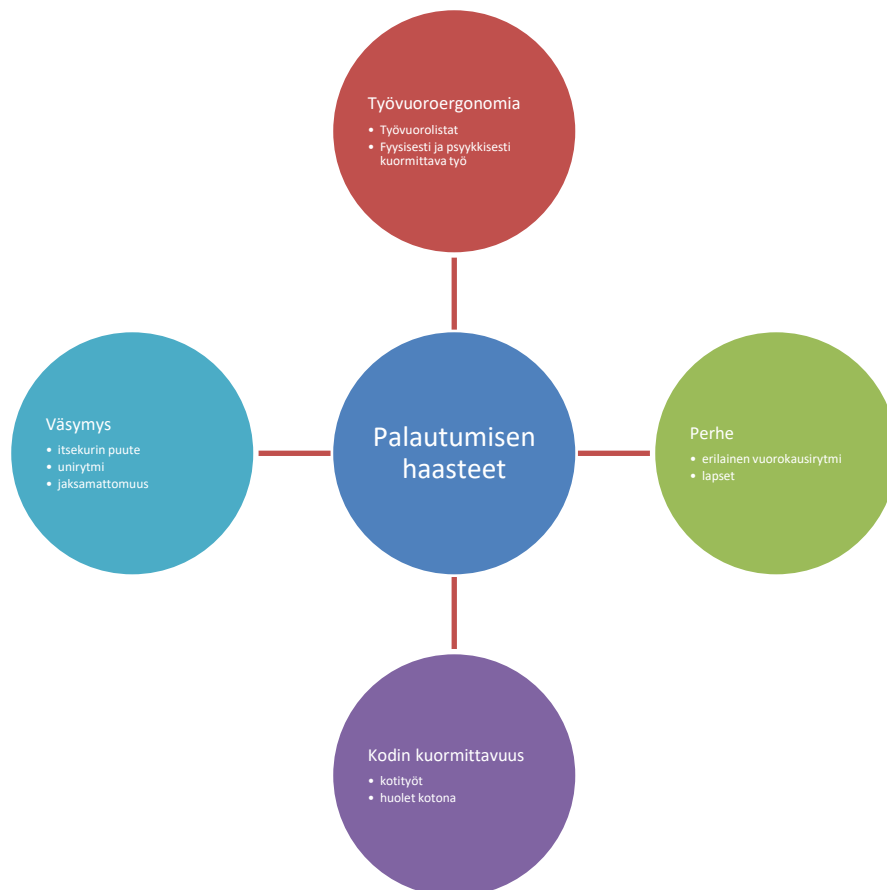 Työvuoroergonomia
• Työvuorolistat
• Fyysisesti ja psyykkisesti
kuormittava työ
Väsymys
• itsekurin puute
• unirytmi
• jaksamattomuus
Palautumisen
haasteet
Perhe
• erilainen vuorokausirytmi
• lapset
Kodin kuormittavuus
• kotityöt
• huolet kotona